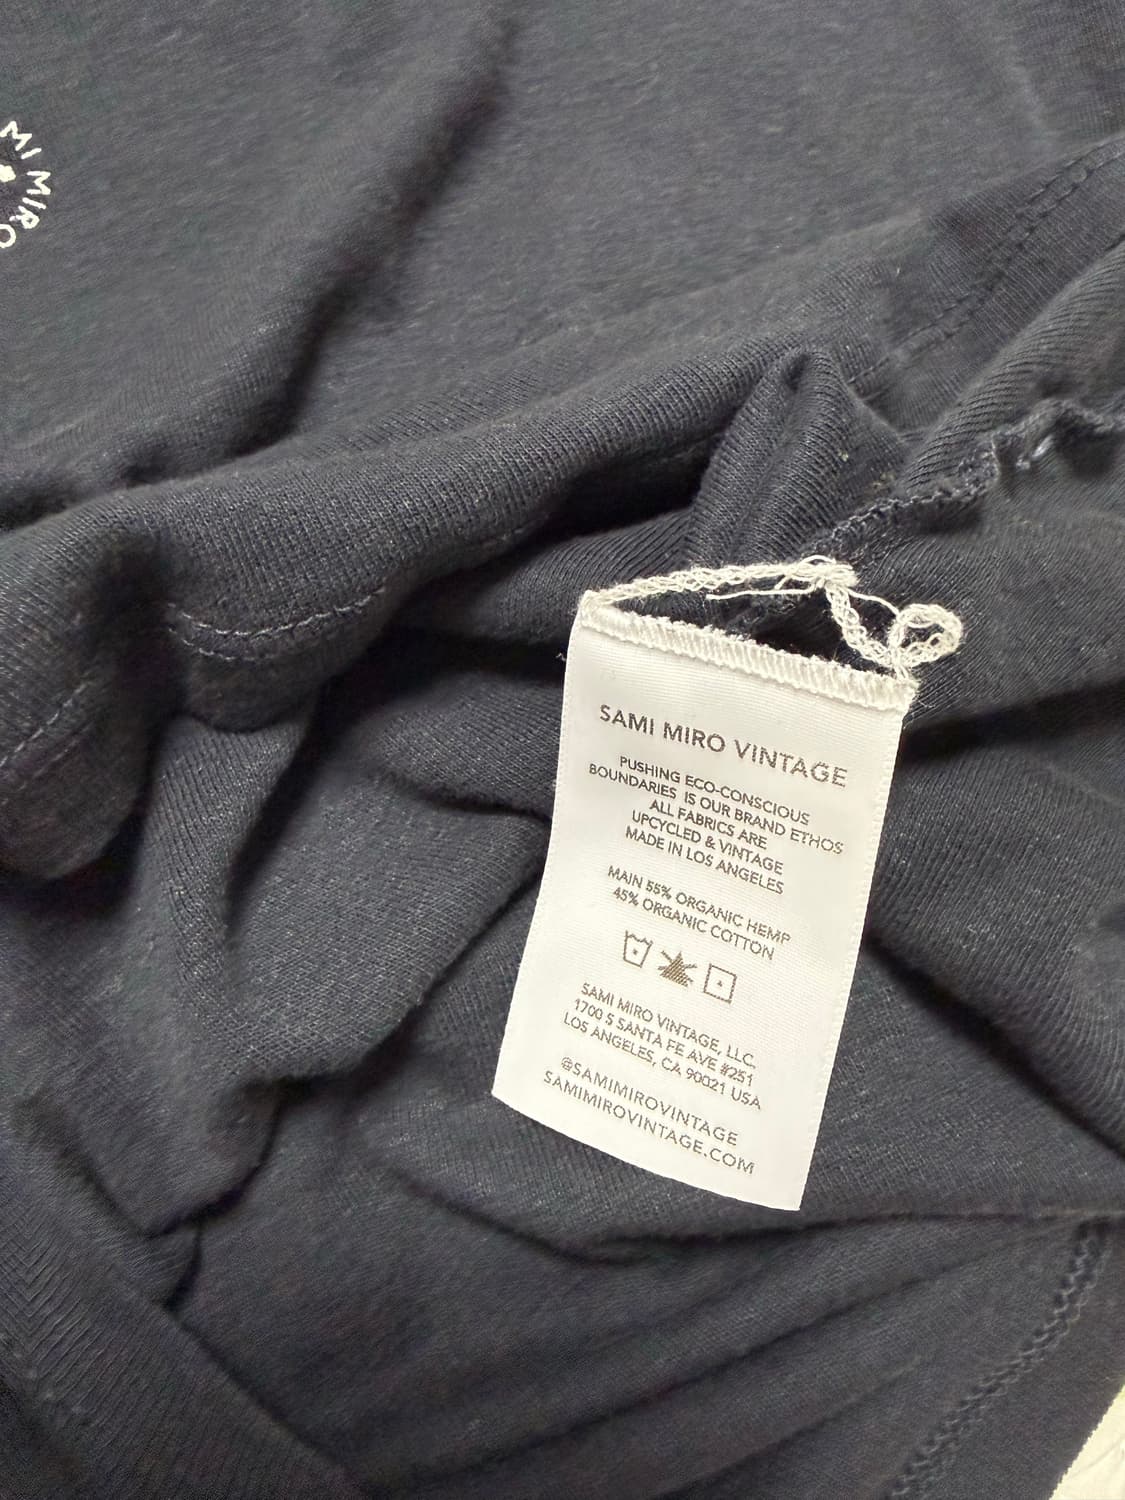 MI MIRO
SAMI MIRO VINTAGE
PUSHING ECO-CONSCIOUS
BOUNDARIES IS OUR BRAND ETHOS
ALL FABRICS ARE
UPCYCLED & VINTAGE
MADE IN LOS ANGELES
MAIN 55% ORGANIC HEMP
45% ORGANIC COTTON
SAMI MIRO VINTAGE, LLC.
1700 S SANTA FE AVE #251
LOS ANGELES, CA 90021 USA
@SAMIMIROVINTAGE
SAMIMIROVINTAGE.COM